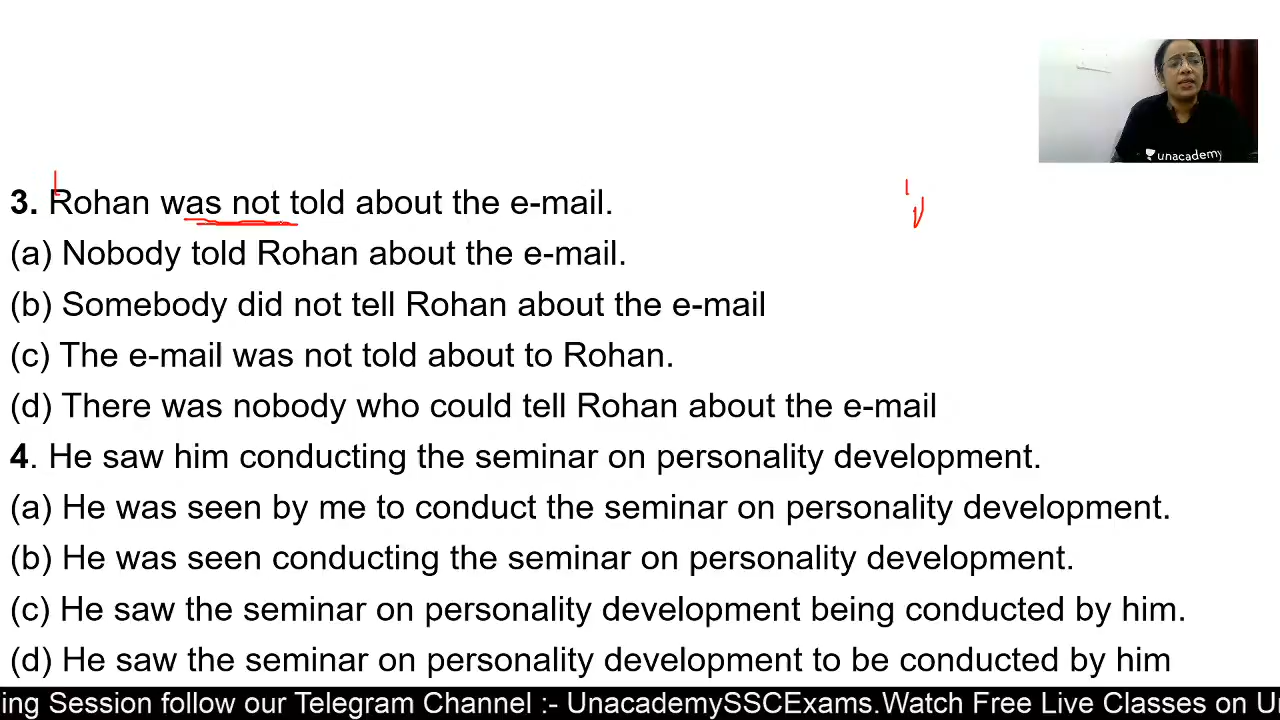 unacademy
3. Rohan was not told about the e-mail.
(a) Nobody told Rohan about the e-mail.
(b) Somebody did not tell Rohan about the e-mail
(c) The e-mail was not told about to Rohan.
(d) There was nobody who could tell Rohan about the e-mail
4. He saw him conducting the seminar on personality development.
(a) He was seen by me to conduct the seminar on personality development.
(b) He was seen conducting the seminar on personality development.
(c) He saw the seminar on personality development being conducted by him.
(d) He saw the seminar on personality development to be conducted by him
ing Session follow our Telegram Channel :- UnacademySSCExams.Watch Free Live Classes on U